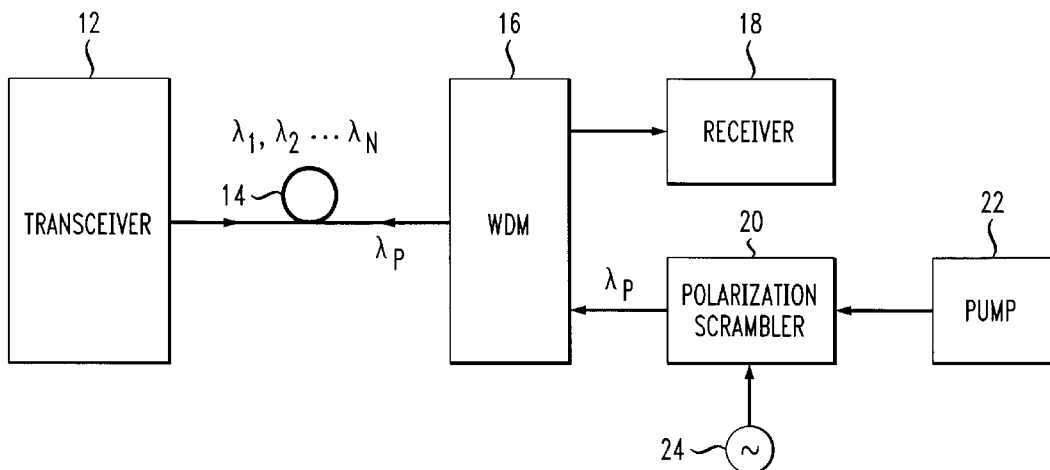 12
TRANSCEIVER
λ1, λ2 ... λN
14
λP
16
WDM
18
RECEIVER
20
λP
POLARIZATION
SCRAMBLER
22
PUMP
24
~